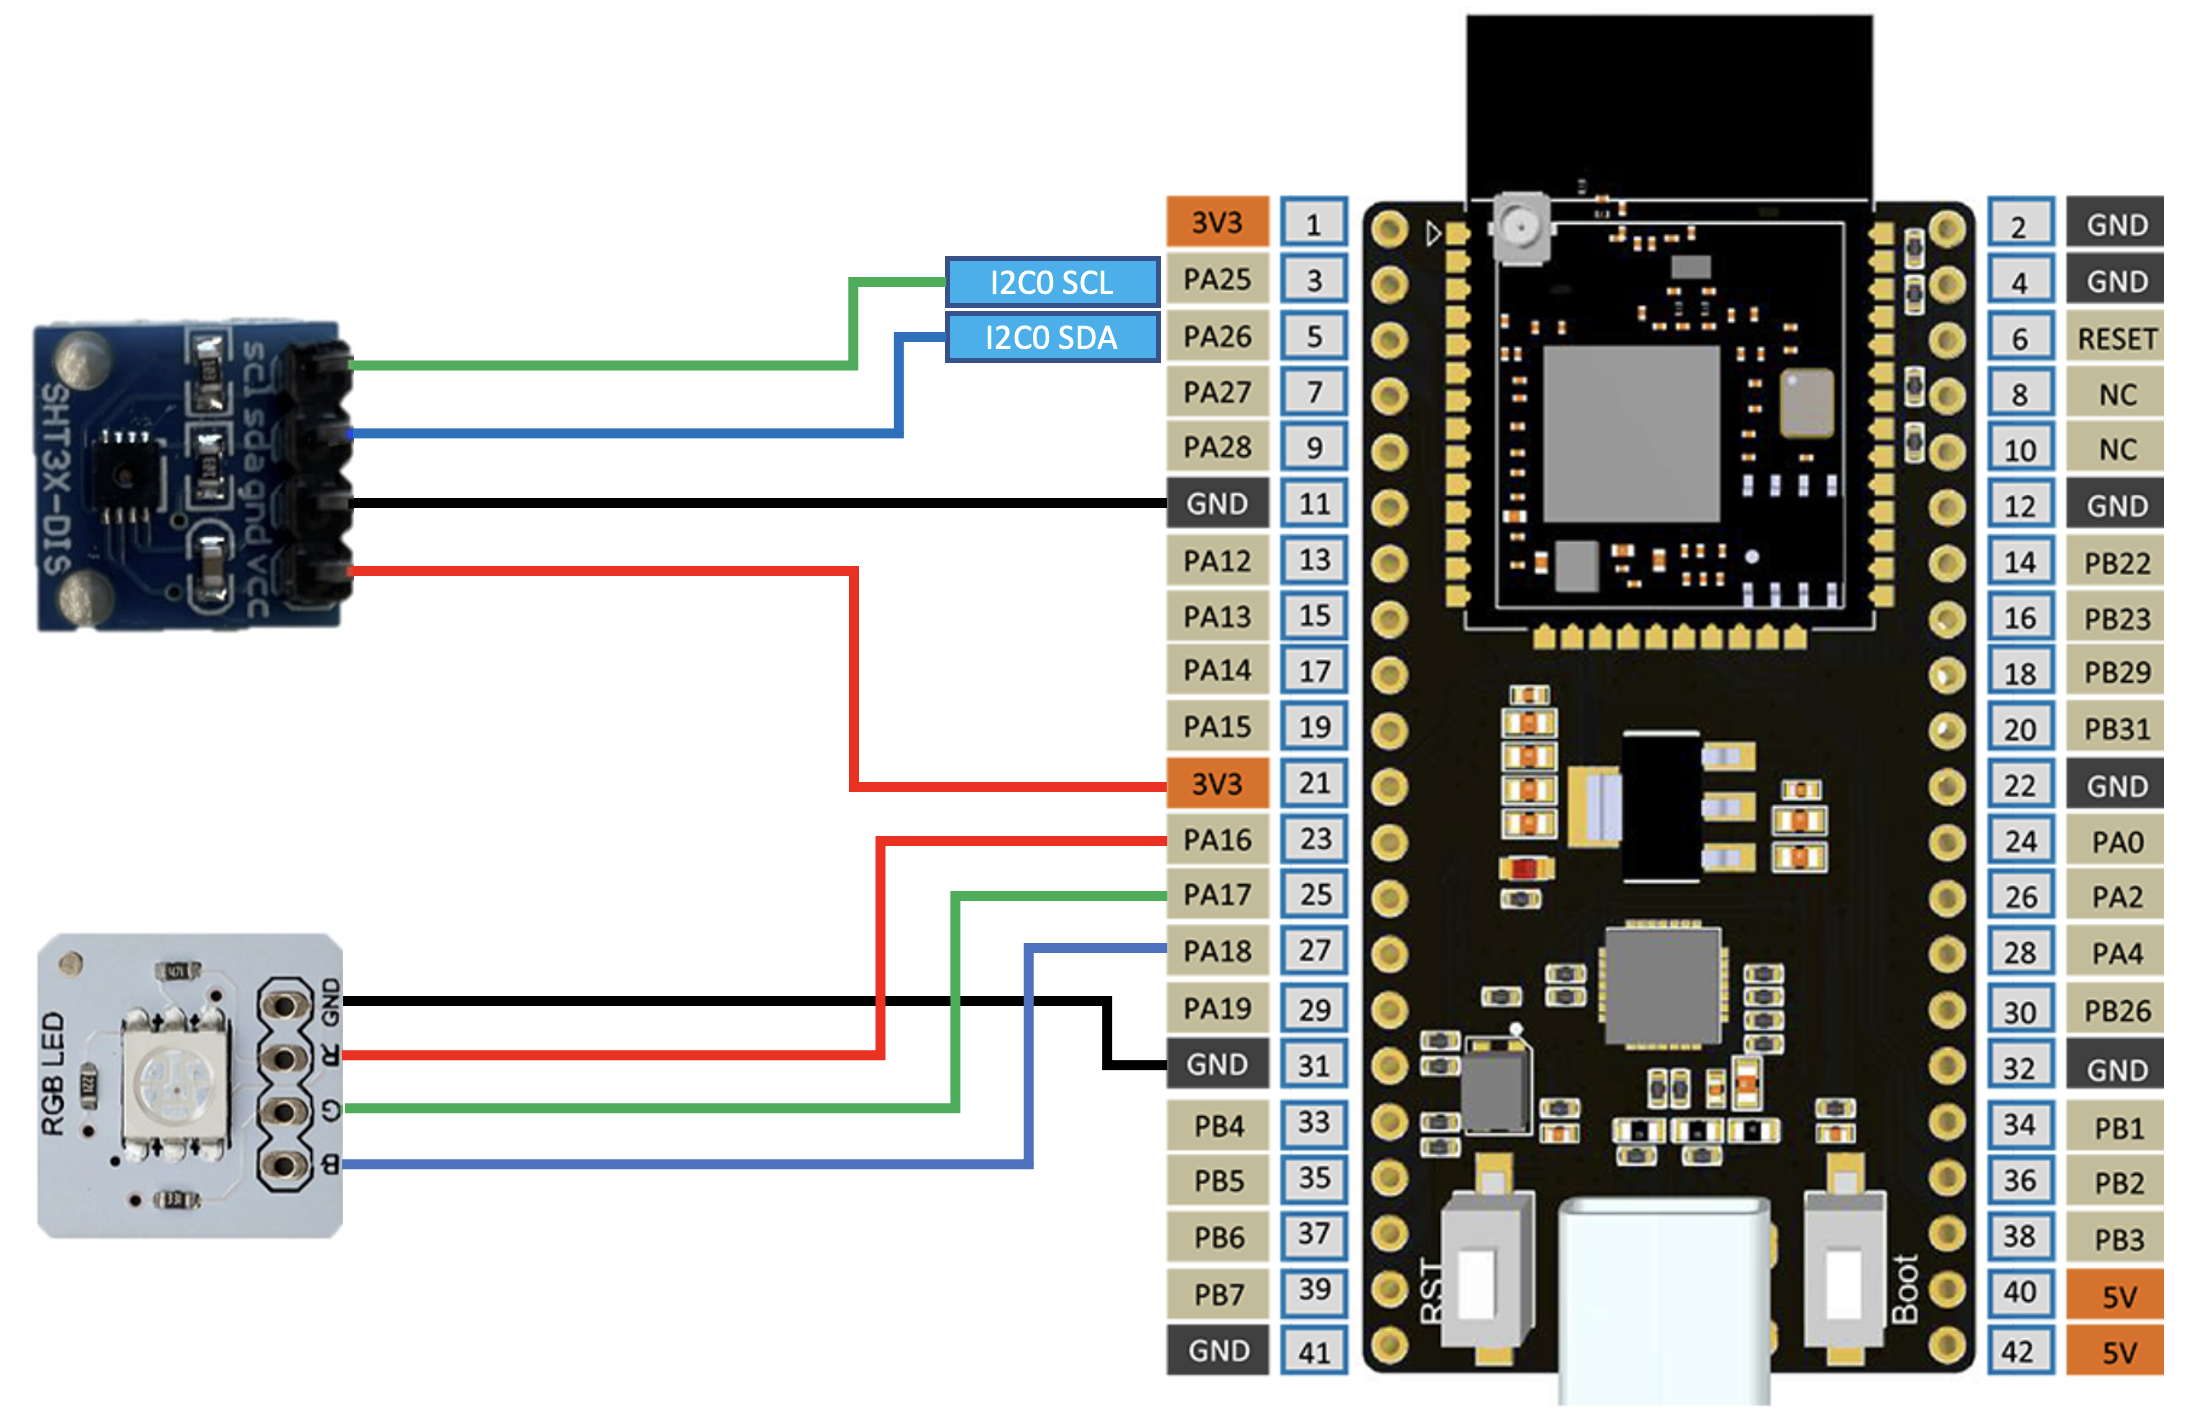 I2C0 SCL
I2C0 SDA
SHT3X-DIS
scl sda gnd vcc
RGB LED
GND
R
G
B
3V3 1
PA25 3
PA26 5
PA27 7
PA28 9
GND 11
PA12 13
PA13 15
PA14 17
PA15 19
3V3 21
PA16 23
PA17 25
PA18 27
PA19 29
GND 31
PB4 33
PB5 35
PB6 37
PB7 39
GND 41
RST
Boot
2 GND
4 GND
6 RESET
8 NC
10 NC
12 GND
14 PB22
16 PB23
18 PB29
20 PB31
22 GND
24 PA0
26 PA2
28 PA4
30 PB26
32 GND
34 PB1
36 PB2
38 PB3
40 5V
42 5V